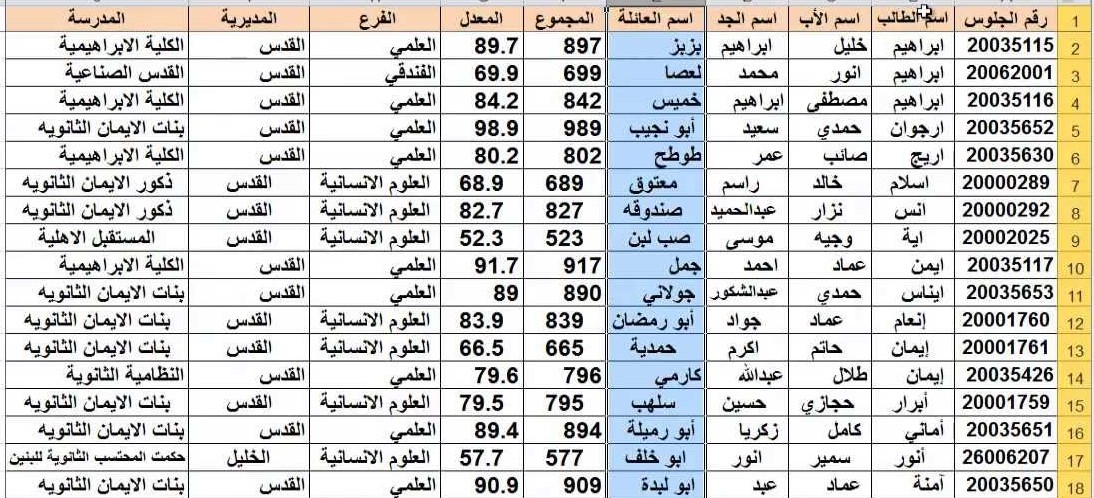 1 رقم الجلوس اسم الطالب اسم الأب اسم الجد اسم العائلة المجموع المعدل الفرع المديرية المدرسة
2 20035115 ابراهيم خليل ابراهيم بزبز 897 89.7 العلمي القدس الكلية الابراهيمية
3 20062001 ابراهيم انور محمد لعصا 699 69.9 الفندقي القدس القدس الصناعية
4 20035116 ابراهيم مصطفى ابراهيم خميس 842 84.2 العلمي القدس الكلية الابراهيمية
5 20035652 ارجوان حمدي سعيد أبو نجيب 989 98.9 العلمي القدس بنات الايمان الثانويه
6 20035630 اريج صائب عمر طوطح 802 80.2 العلمي القدس الكلية الابراهيمية
7 20000289 اسلام خالد راسم معتوق 689 68.9 العلوم الانسانية القدس ذكور الايمان الثانويه
8 20000292 انس نزار عبدالحميد صندوقه 827 82.7 العلوم الانسانية القدس ذكور الايمان الثانويه
9 20002025 اية وجيه موسى صب لبن 523 52.3 العلوم الانسانية القدس المستقبل الاهلية
10 20035117 ايمن عماد احمد جمل 917 91.7 العلمي القدس الكلية الابراهيمية
11 20035653 ايناس حمدي عبدالشكور جولاني 890 89 العلمي القدس بنات الايمان الثانويه
12 20001760 إنعام عماد جواد أبو رمضان 839 83.9 العلوم الانسانية القدس بنات الايمان الثانويه
13 20001761 إيمان حاتم اكرم حمدية 665 66.5 العلوم الانسانية القدس بنات الايمان الثانويه
14 20035426 إيمان طلال عبدالله كارمي 796 79.6 العلمي القدس النظامية الثانوية
15 20001759 أبرار حجازي حسين سلهب 795 79.5 العلوم الانسانية القدس بنات الايمان الثانويه
16 20035651 أماني كامل زكريا أبو رميلة 894 89.4 العلمي القدس بنات الايمان الثانويه
17 26006207 أنور سمير انور ابو خلف 577 57.7 العلوم الانسانية الخليل حكمت المحتسب الثانوية للبنين
18 20035650 آمنة عماد عبد ابو لبدة 909 90.9 العلمي القدس بنات الايمان الثانويه